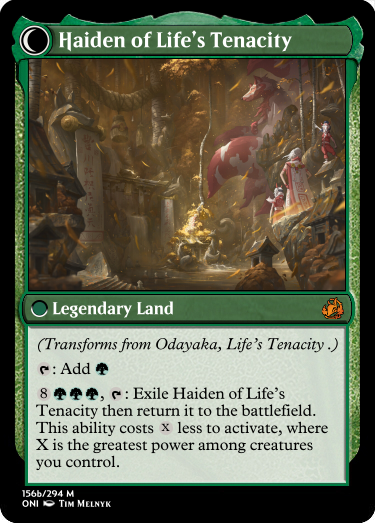 Haiden of Life's Tenacity
Legendary Land
(Transforms from Odayaka, Life's Tenacity .)
: Add
8 , : Exile Haiden of Life's
Tenacity then return it to the battlefield.
This ability costs X less to activate, where
X is the greatest power among creatures
you control.
156b/294 M
ONI Tim Melnyk